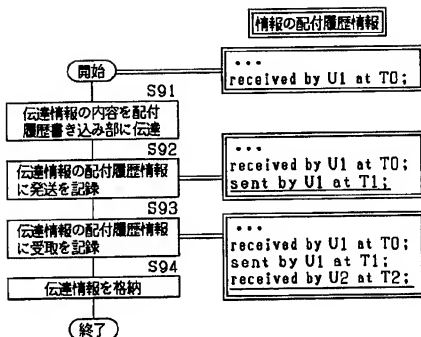 情報の配付履歴情報
開始
...
received by U1 at T0;
S91
伝達情報の内容を配付
履歴書き込み部に伝達
S92
伝達情報の配付履歴情報
に発送を記録
...
received by U1 at T0;
sent by U1 at T1;
S93
伝達情報の配付履歴情報
に受取を記録
...
received by U1 at T0;
sent by U1 at T1;
received by U2 at T2;
S94
伝達情報を格納
終了